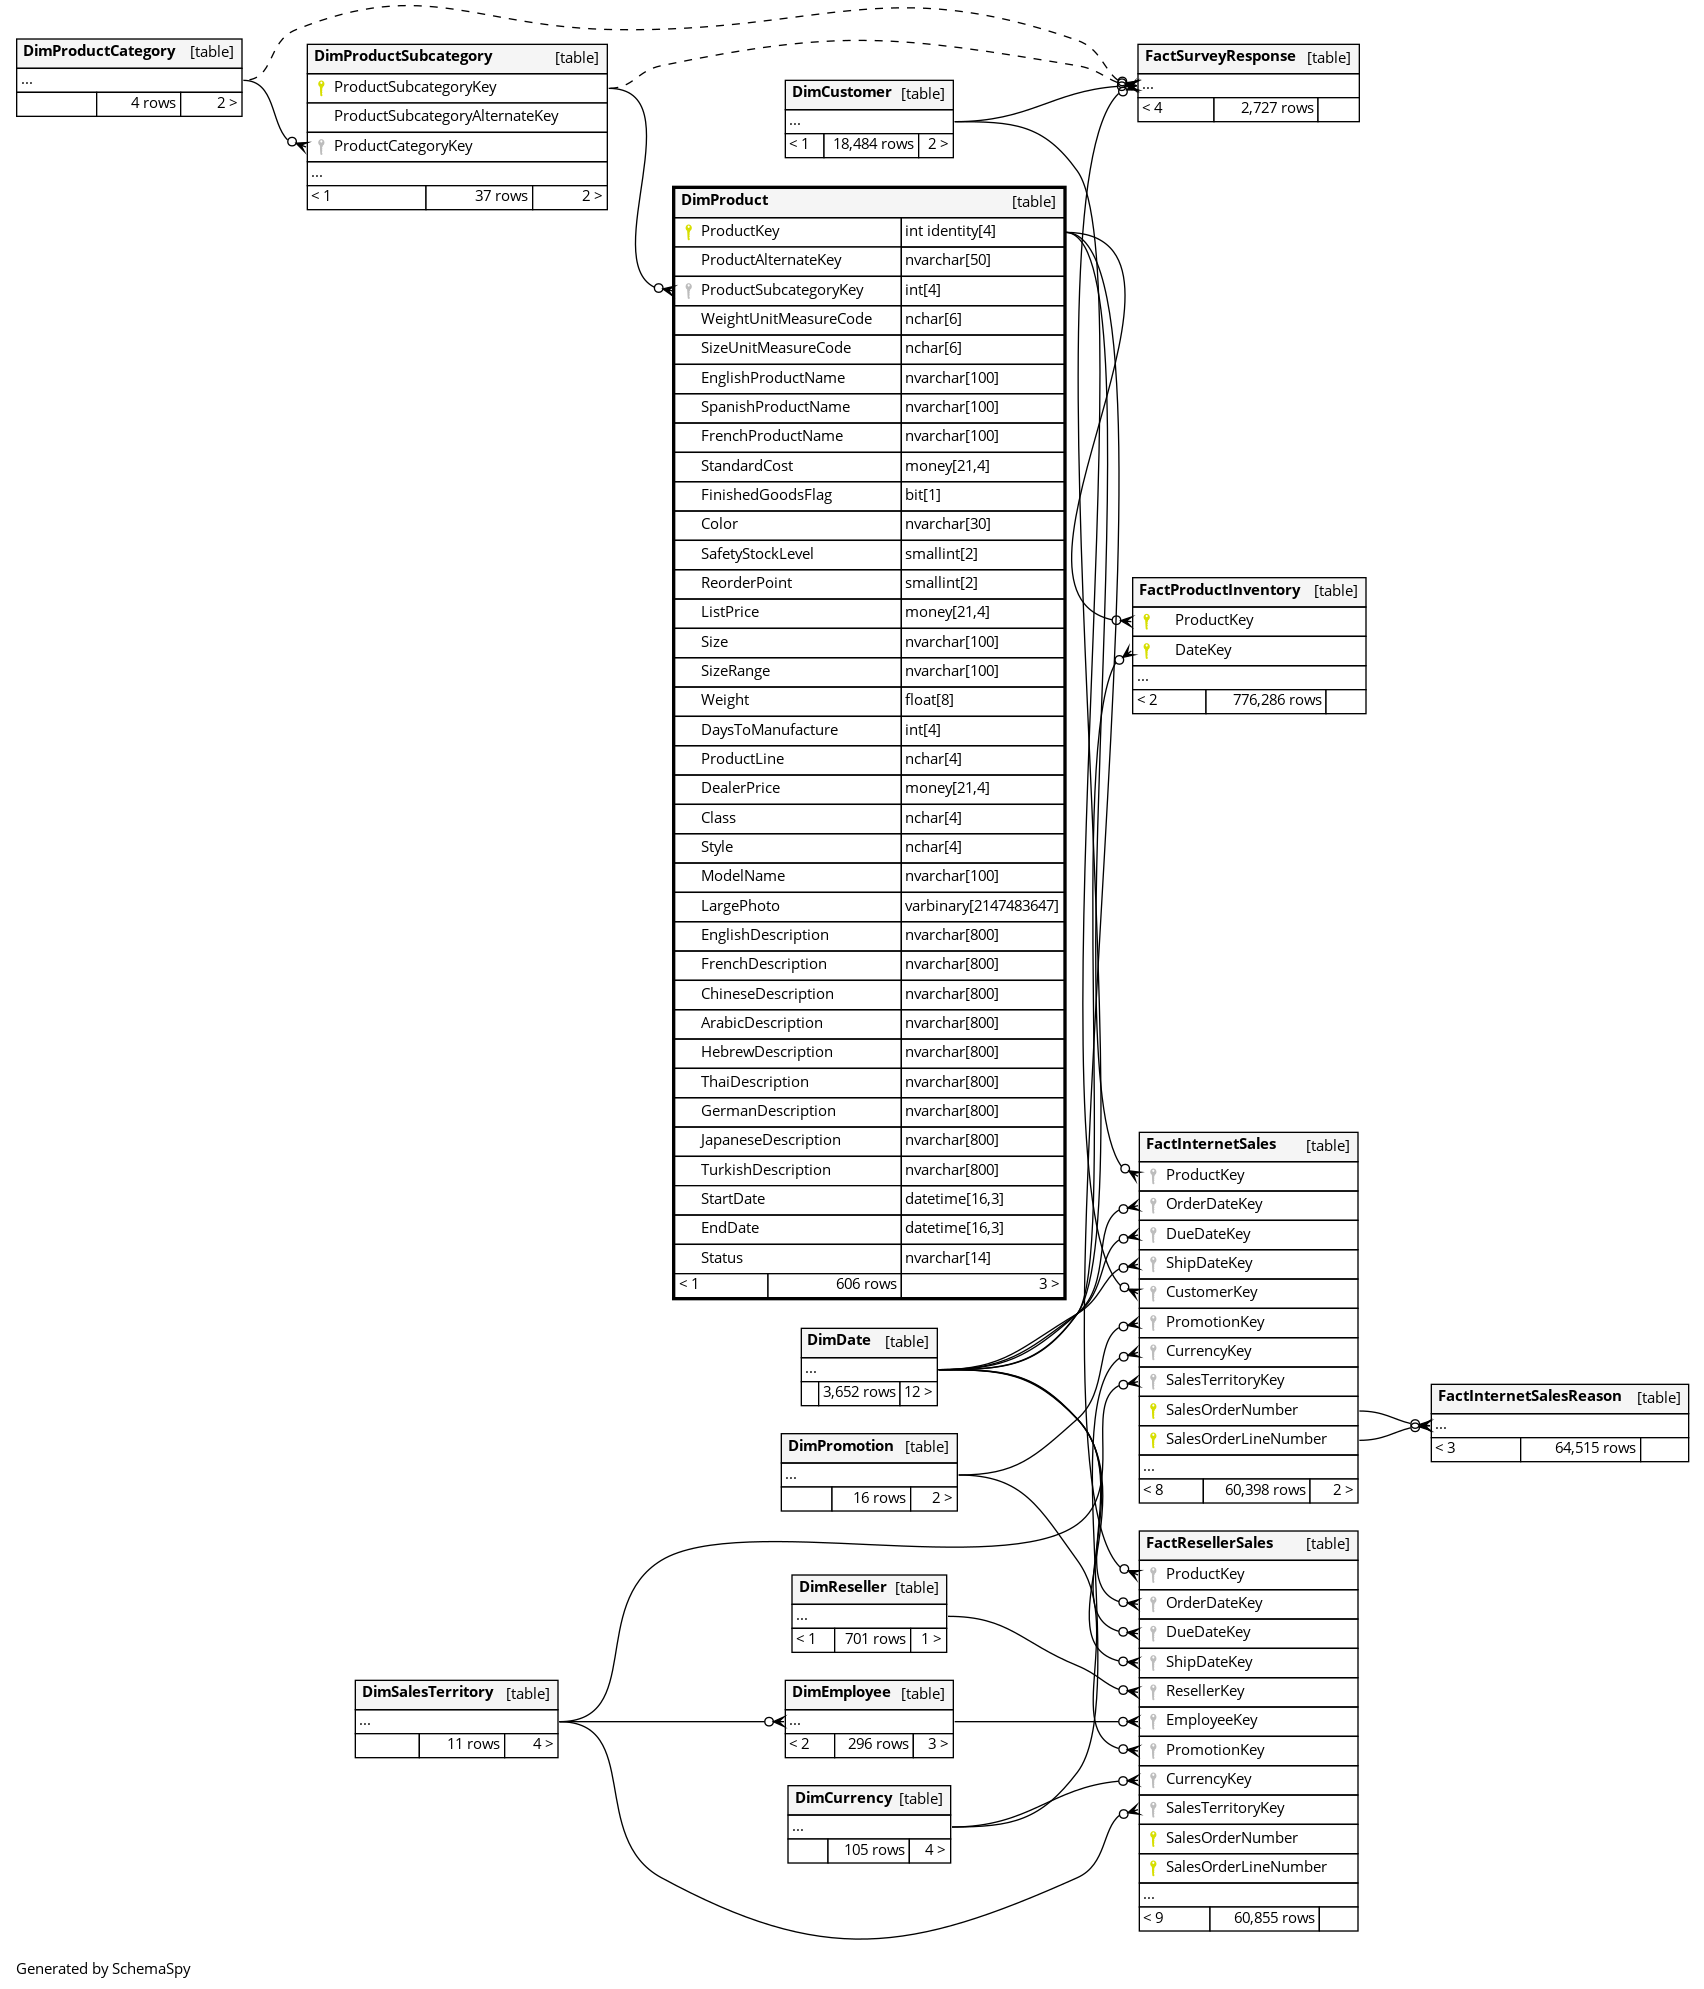 DimProductCategory [table]
...
4 rows 2 >
DimProductSubcategory [table]
ProductSubcategoryKey
ProductSubcategoryAlternateKey
ProductCategoryKey
...
< 1 37 rows 2 >
DimCustomer [table]
...
< 1 18,484 rows 2 >
FactSurveyResponse [table]
...
< 4 2,727 rows
DimProduct [table]
ProductKey int identity[4]
ProductAlternateKey nvarchar[50]
ProductSubcategoryKey int[4]
WeightUnitMeasureCode nchar[6]
SizeUnitMeasureCode nchar[6]
EnglishProductName nvarchar[100]
SpanishProductName nvarchar[100]
FrenchProductName nvarchar[100]
StandardCost money[21,4]
FinishedGoodsFlag bit[1]
Color nvarchar[30]
SafetyStockLevel smallint[2]
ReorderPoint smallint[2]
ListPrice money[21,4]
Size nvarchar[100]
SizeRange nvarchar[100]
Weight float[8]
DaysToManufacture int[4]
ProductLine nchar[4]
DealerPrice money[21,4]
Class nchar[4]
Style nchar[4]
ModelName nvarchar[100]
LargePhoto varbinary[2147483647]
EnglishDescription nvarchar[800]
FrenchDescription nvarchar[800]
ChineseDescription nvarchar[800]
ArabicDescription nvarchar[800]
HebrewDescription nvarchar[800]
ThaiDescription nvarchar[800]
GermanDescription nvarchar[800]
JapaneseDescription nvarchar[800]
TurkishDescription nvarchar[800]
StartDate datetime[16,3]
EndDate datetime[16,3]
Status nvarchar[14]
< 1 606 rows 3 >
FactProductInventory [table]
ProductKey
DateKey
...
< 2 776,286 rows
FactInternetSales [table]
ProductKey
OrderDateKey
DueDateKey
ShipDateKey
CustomerKey
PromotionKey
CurrencyKey
SalesTerritoryKey
SalesOrderNumber
SalesOrderLineNumber
...
< 8 60,398 rows 2 >
FactInternetSalesReason [table]
...
< 3 64,515 rows
DimDate [table]
...
3,652 rows 12 >
DimPromotion [table]
...
16 rows 2 >
DimReseller [table]
...
< 1 701 rows 1 >
DimSalesTerritory [table]
...
11 rows 4 >
DimEmployee [table]
...
< 2 296 rows 3 >
DimCurrency [table]
...
105 rows 4 >
FactResellerSales [table]
ProductKey
OrderDateKey
DueDateKey
ShipDateKey
ResellerKey
EmployeeKey
PromotionKey
CurrencyKey
SalesTerritoryKey
SalesOrderNumber
SalesOrderLineNumber
...
< 9 60,855 rows
Generated by SchemaSpy